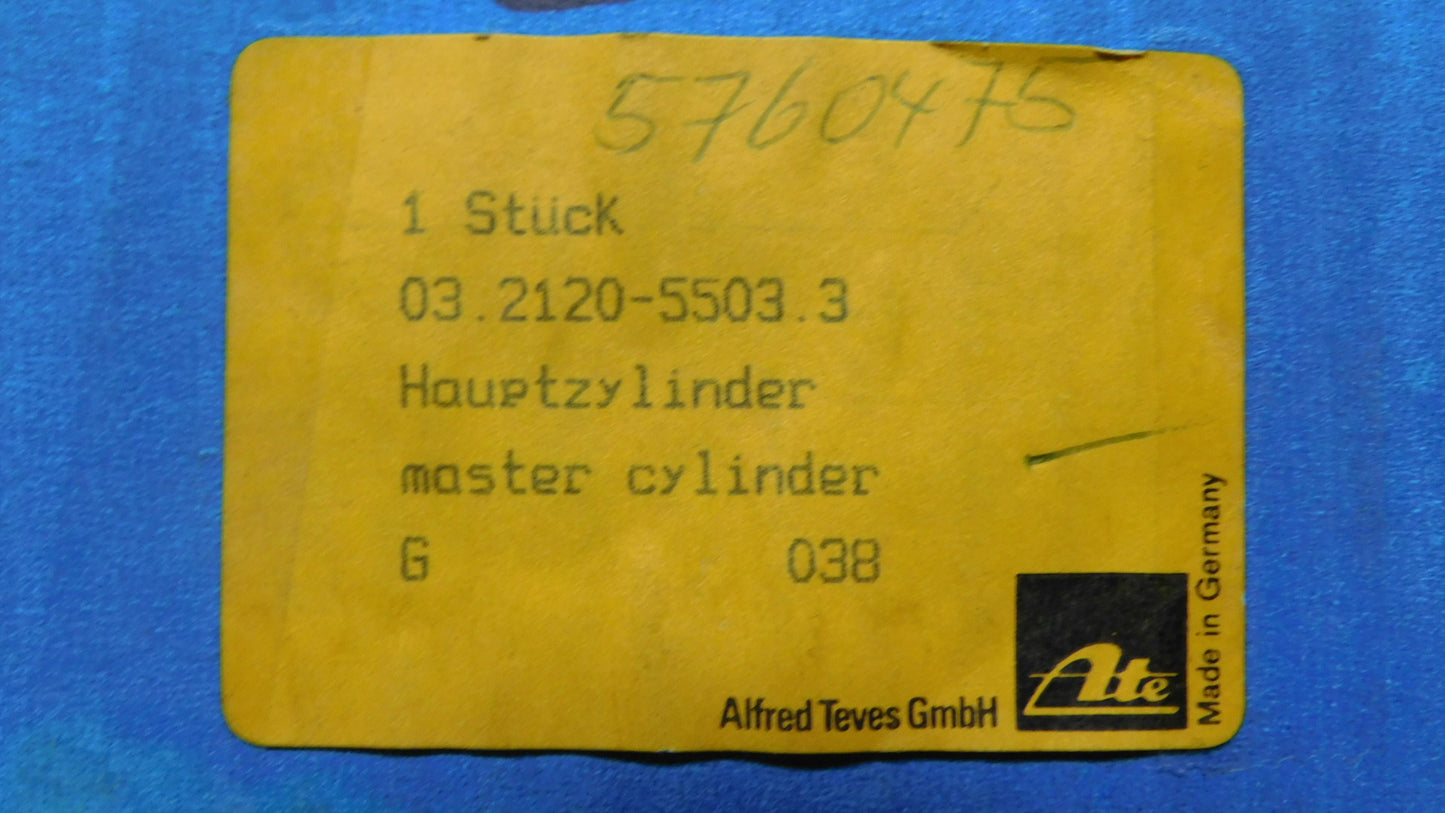 5760475
1 Stück
03.2120-5503.3
Hauptzylinder
master cylinder
G 038
Alfred Teves GmbH
Ate
Made in Germany